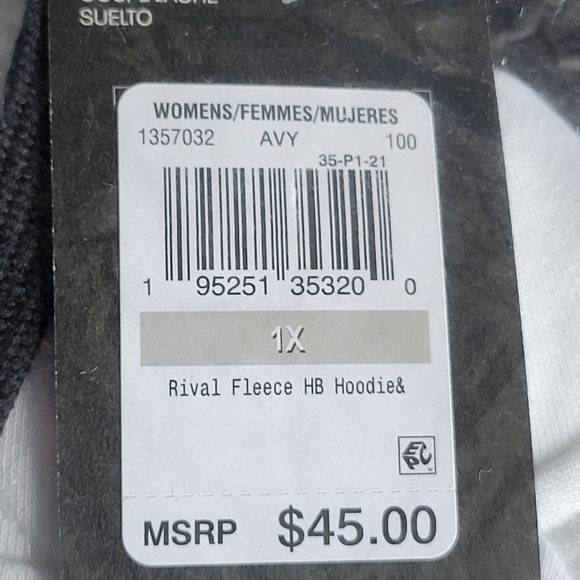 SUELTO
WOMENS/FEMMES/MUJERES
1357032 AVY 100
35-P1-21
1 95251 35320 0
1X
Rival Fleece HB Hoodie&
EPC
MSRP $45.00